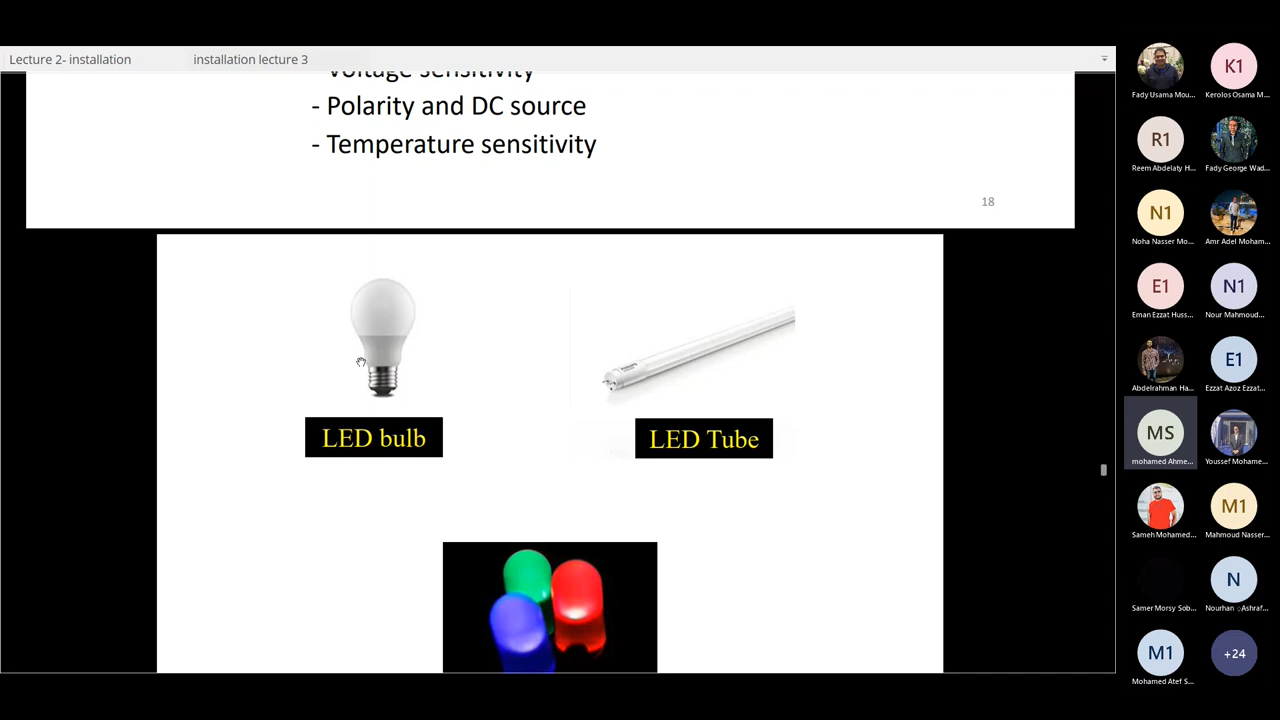 Lecture 2- installation
installation lecture 3
Voltage sensitivity
- Polarity and DC source
- Temperature sensitivity
18
LED bulb
LED Tube
Fady Usama Mou...
K1
Kerolos Osama M...
R1
Reem Abdelaty H...
Fady George Wad...
N1
Noha Nasser Mo...
Amr Adel Moham...
E1
Eman Ezzat Huss...
N1
Nour Mahmoud...
Abdelrahman Ha...
E1
Ezzat Azoz Ezzat...
MS
mohamed Ahme...
Youssef Mohame...
Sameh Mohamed...
M1
Mahmoud Nasser...
Samer Morsy Sob...
N
Nourhan ِAshraf...
M1
Mohamed Atef S...
+24